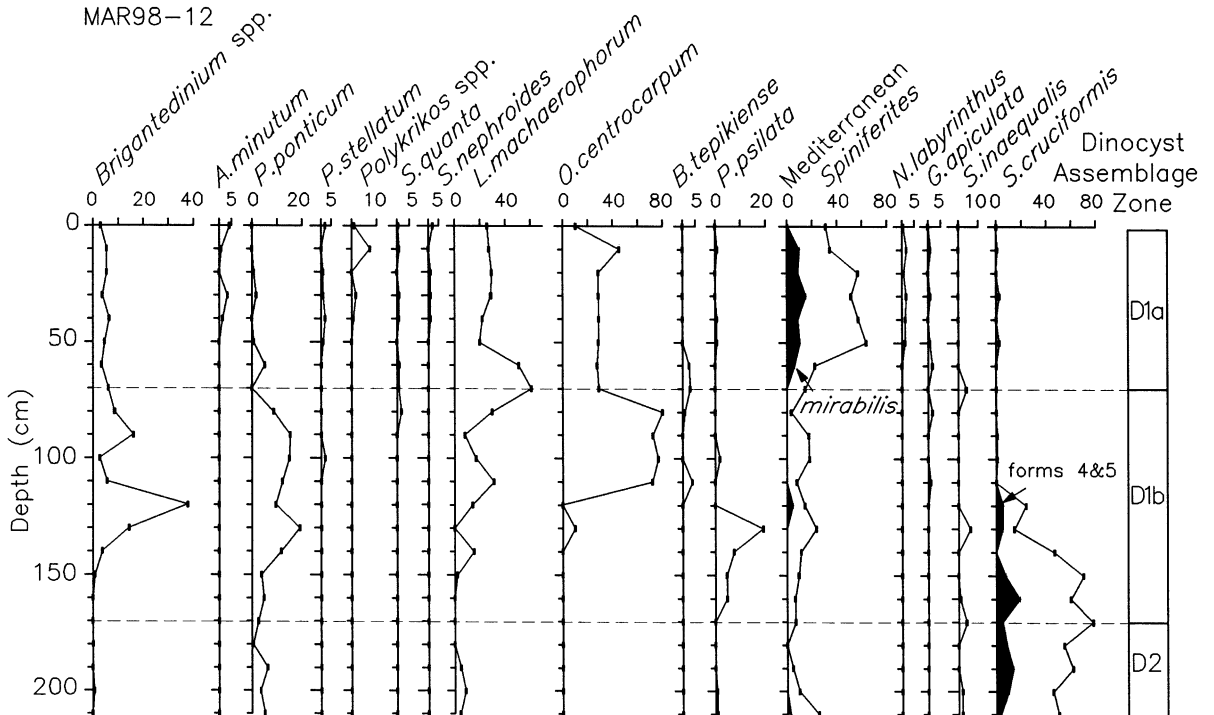 MAR98-12
Brigantedinium spp.
A.minutum
P.ponticum
P.stellatum
Polykrikos spp.
S.quanta
S.nephroides
L.machaerophorum
O.centrocarpum
B.tepikiense
P.psilata
Mediterranean
Spiniferites
N.labyrinthus
G.apiculata
S.inaequalis
S.cruciformis
Dinocyst
Assemblage
Zone
0 20 40 5 0 20 5 0 10 5 5 0 40 0 80 5 0 20 0 40 80 5 5 10 0 40 80
0
50
100
150
200
Depth (cm)
mirabilis
forms 4&5
D1a
D1b
D2